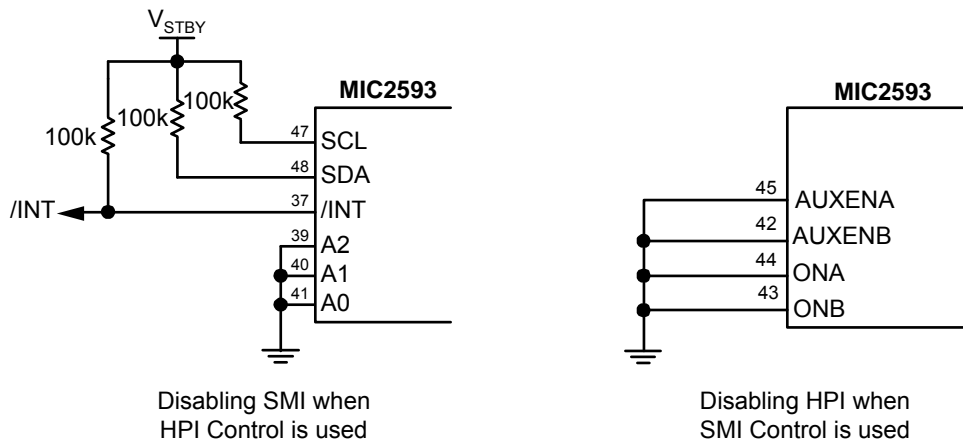 V_STBY
MIC2593
100k
100k
100k
47
SCL
48
SDA
/INT
37
/INT
39
A2
40
A1
41
A0
Disabling SMI when
HPI Control is used
MIC2593
45
AUXENA
42
AUXENB
44
ONA
43
ONB
Disabling HPI when
SMI Control is used